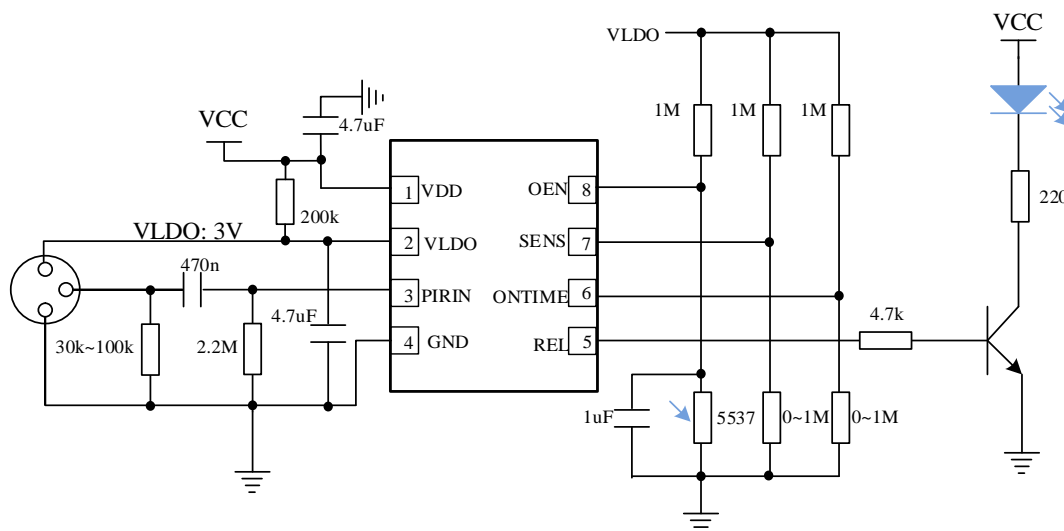 VLDO
VCC
1M
1M
1M
VCC
4.7uF
1
VDD
OEN
8
200k
220
VLDO: 3V
2
VLDO
SENS
7
470n
3
PIRIN
ONTIME
6
4.7uF
4.7k
30k~100k
2.2M
4
GND
REL
5
1uF
5537
0~1M
0~1M